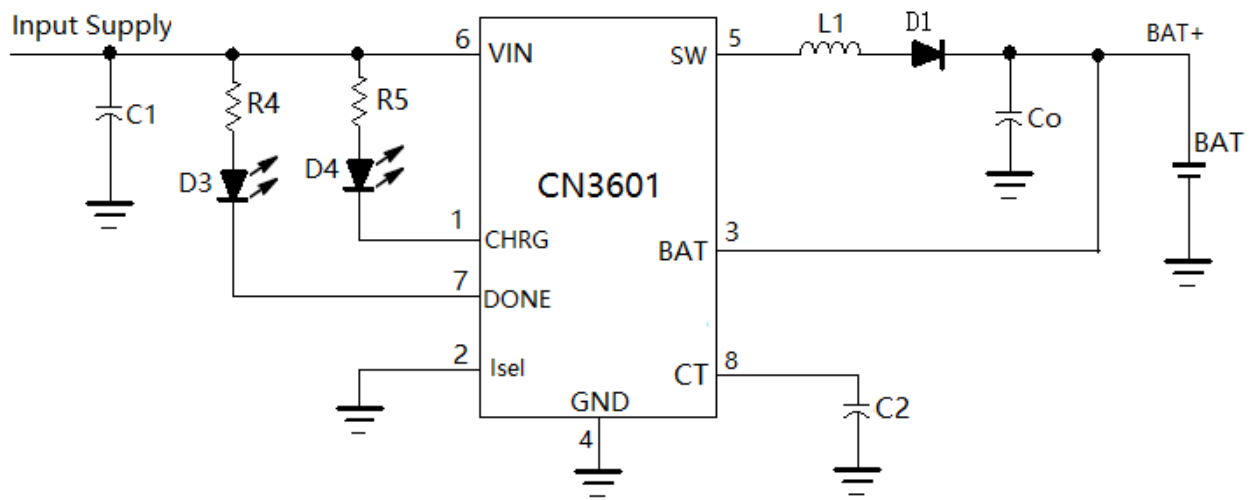 Input Supply
6
VIN
C1
R4
R5
D3
D4
1
CHRG
7
DONE
2
Isel
CN3601
GND
4
5
SW
L1
D1
BAT+
Co
BAT
3
BAT
8
CT
C2